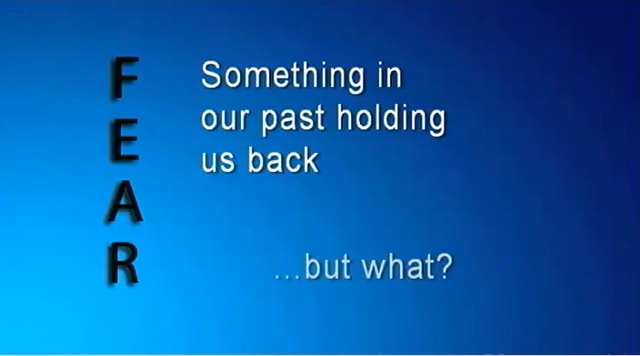 F
E
A
R
Something in
our past holding
us back
...but what?